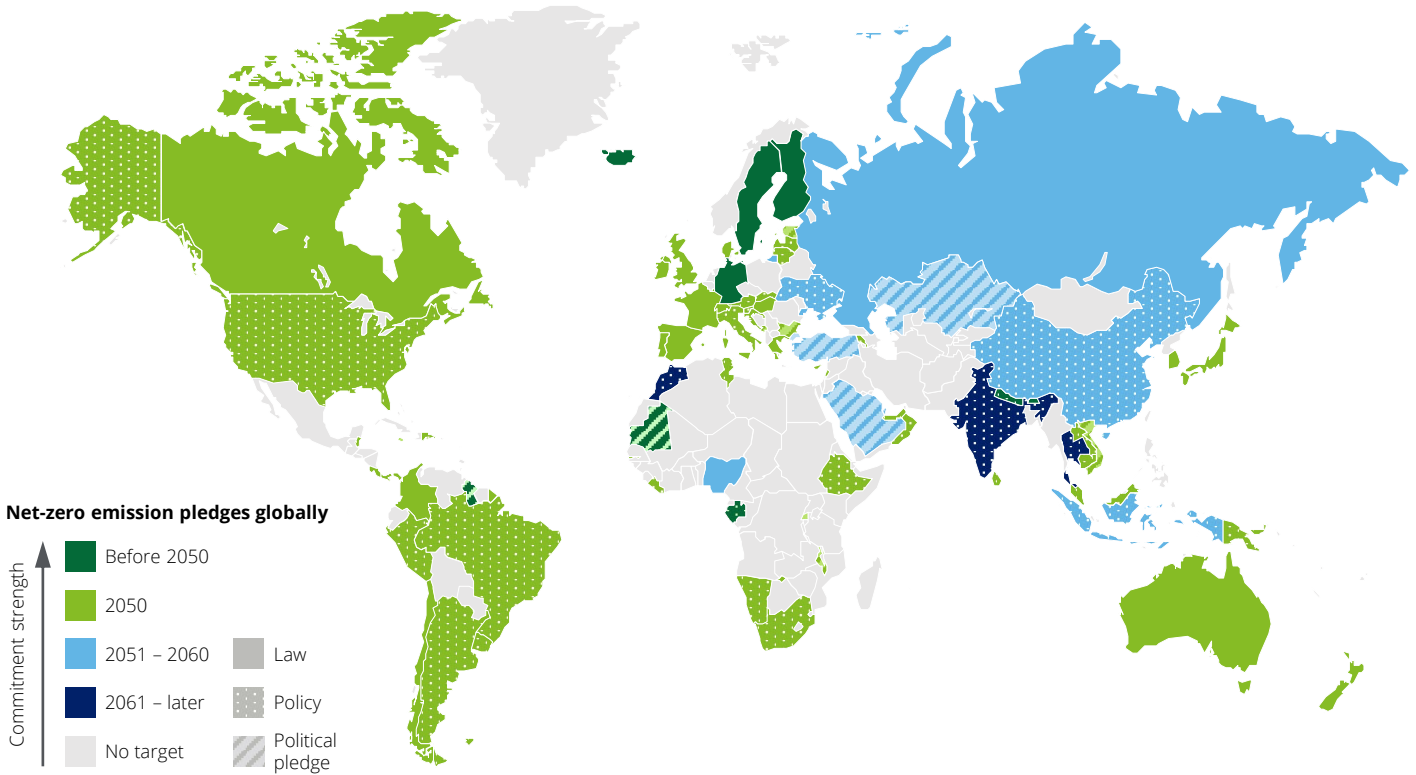 Net-zero emission pledges globally
Commitment strength
Before 2050
2050
2051 – 2060
2061 – later
No target
Law
Policy
Political
pledge